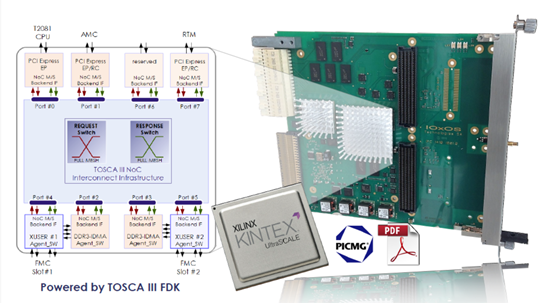 T2081
CPU
AMC
RTM
PCI Express
EP
NoC M/S
Backend IF
PCI Express
EP/RC
NoC M/S
Backend IF
reserved
NoC M/S
Backend IF
PCI Express
EP/RC
NoC M/S
Backend IF
Port #0
Port #1
Port #6
Port #7
REQUEST
Switch
FULL MESH
RESPONSE
Switch
FULL MESH
TOSCA III NoC
Interconnect Infrastructure
Port #4
Port #2
Port #3
Port #5
NoC M/S
Backend IF
XUSER #1
Agent_SW
NoC M/S
Backend IF
DDR3-IDMA
Agent_SW
NoC M/S
Backend IF
DDR3-IDMA
Agent_SW
NoC M/S
Backend IF
XUSER #2
Agent_SW
FMC
Slot#1
FMC
Slot#2
Powered by TOSCA III FDK
XILINX
KINTEX
UltraSCALE
IOxOS
PICMG
PDF